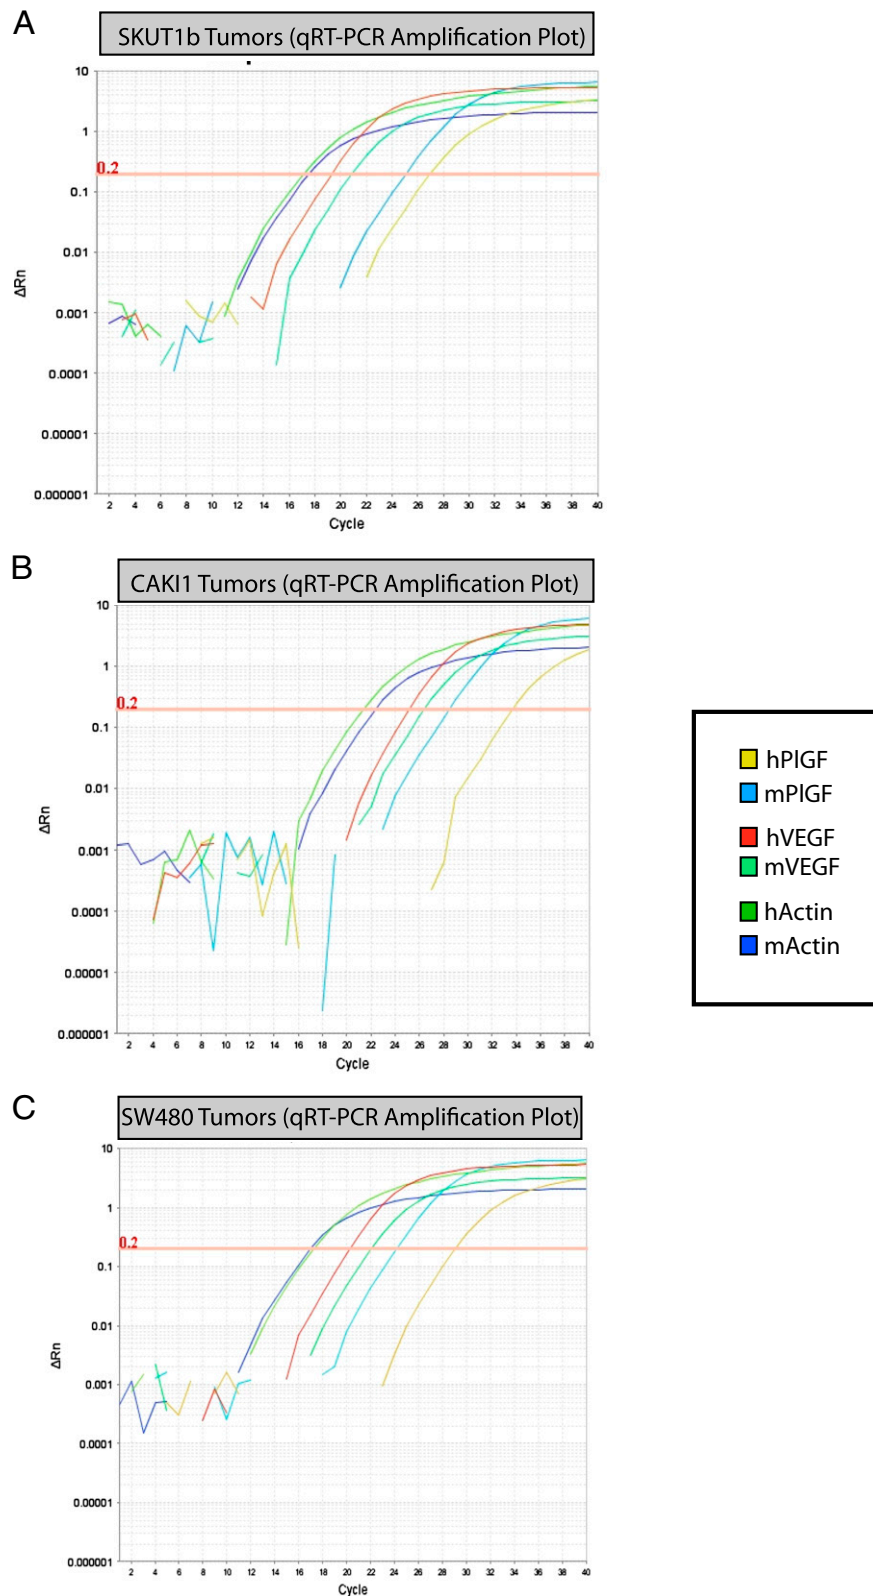 A
SKUT1b Tumors (qRT-PCR Amplification Plot)
10
1
0.2
0.1
0.01
0.001
0.0001
0.00001
0.000001
ΔRn
2 4 6 8 10 12 14 16 18 20 22 24 26 28 30 32 34 36 38 40
Cycle
B
CAKI1 Tumors (qRT-PCR Amplification Plot)
10
1
0.2
0.1
0.01
0.001
0.0001
0.00001
0.000001
ΔRn
2 4 6 8 10 12 14 16 18 20 22 24 26 28 30 32 34 36 38 40
Cycle
hPlGF
mPlGF
hVEGF
mVEGF
hActin
mActin
C
SW480 Tumors (qRT-PCR Amplification Plot)
10
1
0.2
0.1
0.01
0.001
0.0001
0.00001
0.000001
ΔRn
2 4 6 8 10 12 14 16 18 20 22 24 26 28 30 32 34 36 38 40
Cycle